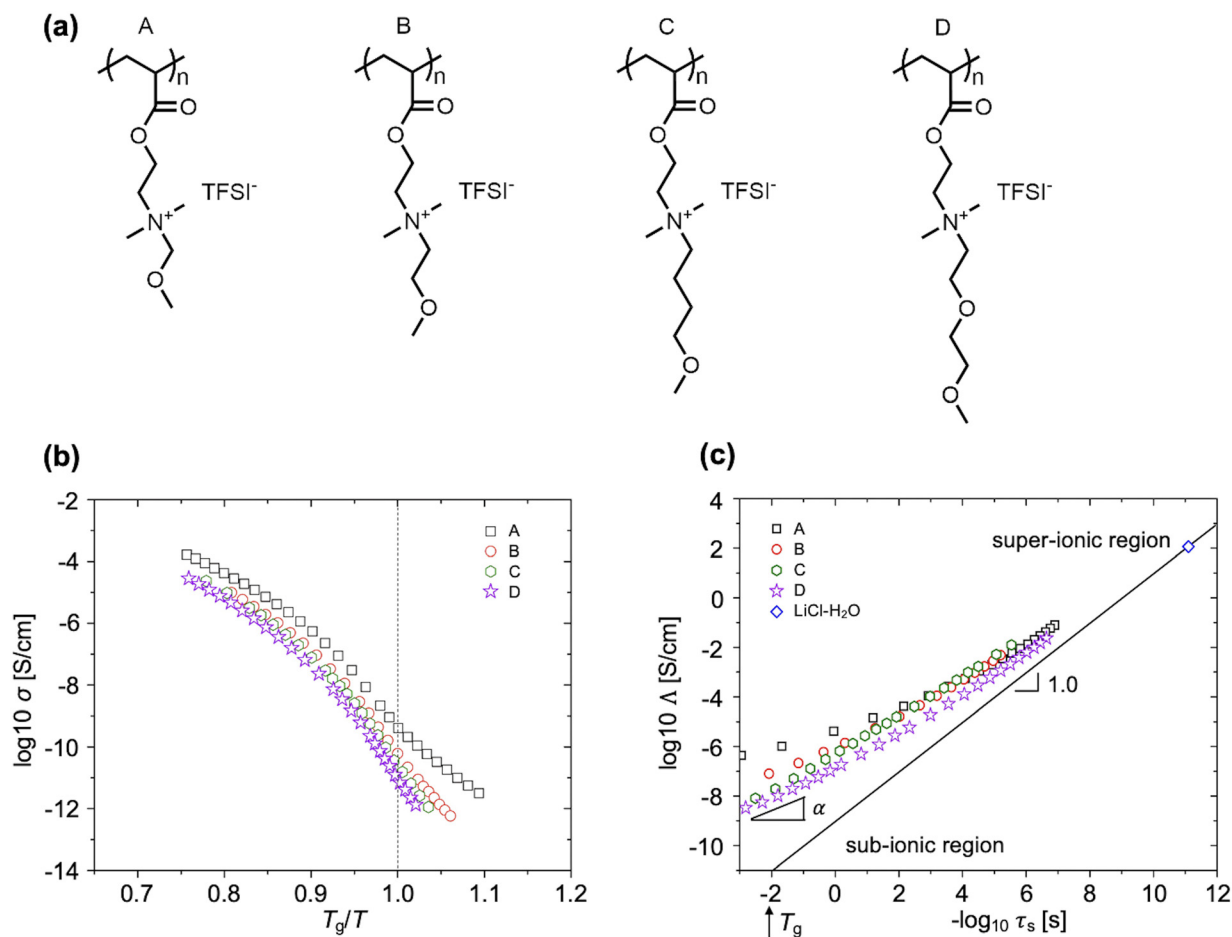 (a)
A B C D
n n n n
O O O O
O O O O
TFSI- TFSI- TFSI- TFSI-
N+ N+ N+ N+
O O O O
O
(b)
log10 σ [S/cm]
-2
-4
-6
-8
-10
-12
-14
A
B
C
D
0.7 0.8 0.9 1.0 1.1 1.2
Tg/T
(c)
log10 Λ [S/cm]
4
2
0
-2
-4
-6
-8
-10
A
B
C
D
LiCl-H2O
super-ionic region
1.0
α
sub-ionic region
-2 0 2 4 6 8 10 12
↑ Tg
-log10 τs [s]